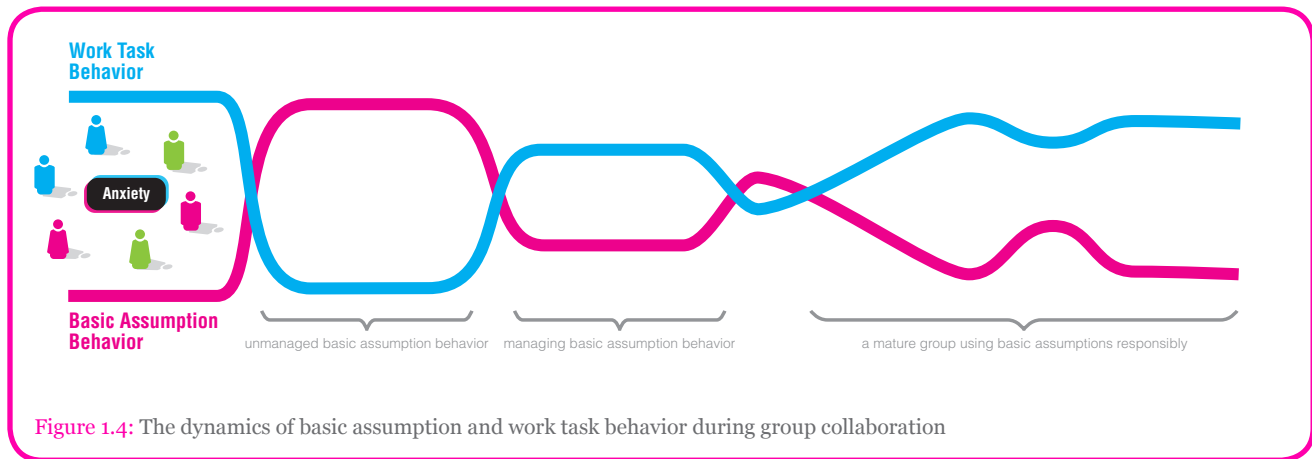 Work Task
Behavior
Anxiety
Basic Assumption
Behavior
unmanaged basic assumption behavior
managing basic assumption behavior
a mature group using basic assumptions responsibly
Figure 1.4: The dynamics of basic assumption and work task behavior during group collaboration